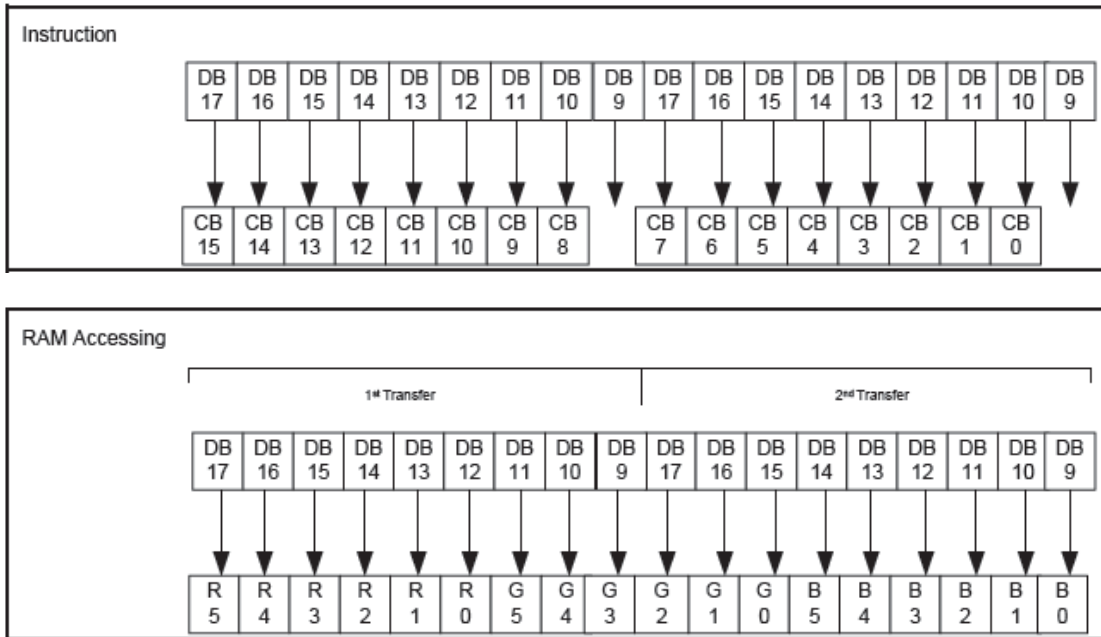 Instruction
DB DB DB DB DB DB DB DB DB DB DB DB DB DB DB DB DB DB
17 16 15 14 13 12 11 10 9 17 16 15 14 13 12 11 10 9
CB CB CB CB CB CB CB CB CB CB CB CB CB CB CB CB
15 14 13 12 11 10 9 8 7 6 5 4 3 2 1 0
RAM Accessing
1st Transfer 2nd Transfer
DB DB DB DB DB DB DB DB DB DB DB DB DB DB DB DB DB DB
17 16 15 14 13 12 11 10 9 17 16 15 14 13 12 11 10 9
R R R R R R G G G G G G B B B B B B
5 4 3 2 1 0 5 4 3 2 1 0 5 4 3 2 1 0